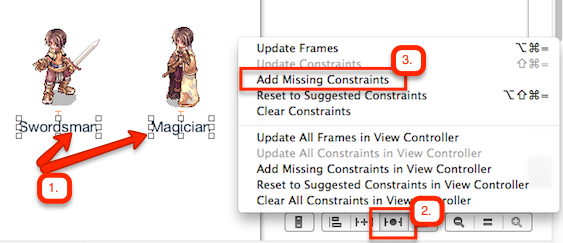 Swordsman
Magician
1.
3.
Update Frames ⌥⌘=
Update Constraints ⇧⌘=
Add Missing Constraints
Reset to Suggested Constraints ⌥⇧⌘=
Clear Constraints
Update All Frames in View Controller
Update All Constraints in View Controller
Add Missing Constraints in View Controller
Reset to Suggested Constraints in View Controller
Clear All Constraints in View Controller
2.